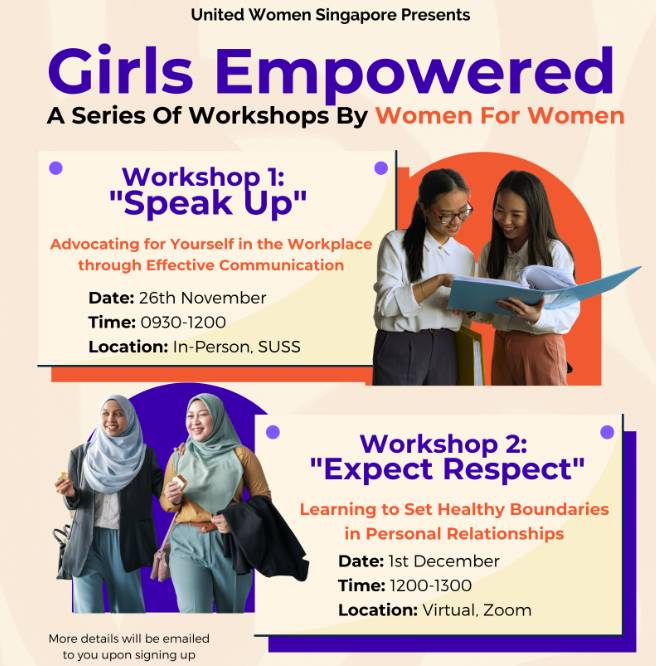 United Women Singapore Presents
Girls Empowered
A Series Of Workshops By Women For Women
Workshop 1:
"Speak Up"
Advocating for Yourself in the Workplace
through Effective Communication
Date: 26th November
Time: 0930-1200
Location: In-Person, SUSS
Workshop 2:
"Expect Respect"
Learning to Set Healthy Boundaries
in Personal Relationships
Date: 1st December
Time: 1200-1300
Location: Virtual, Zoom
More details will be emailed
to you upon signing up